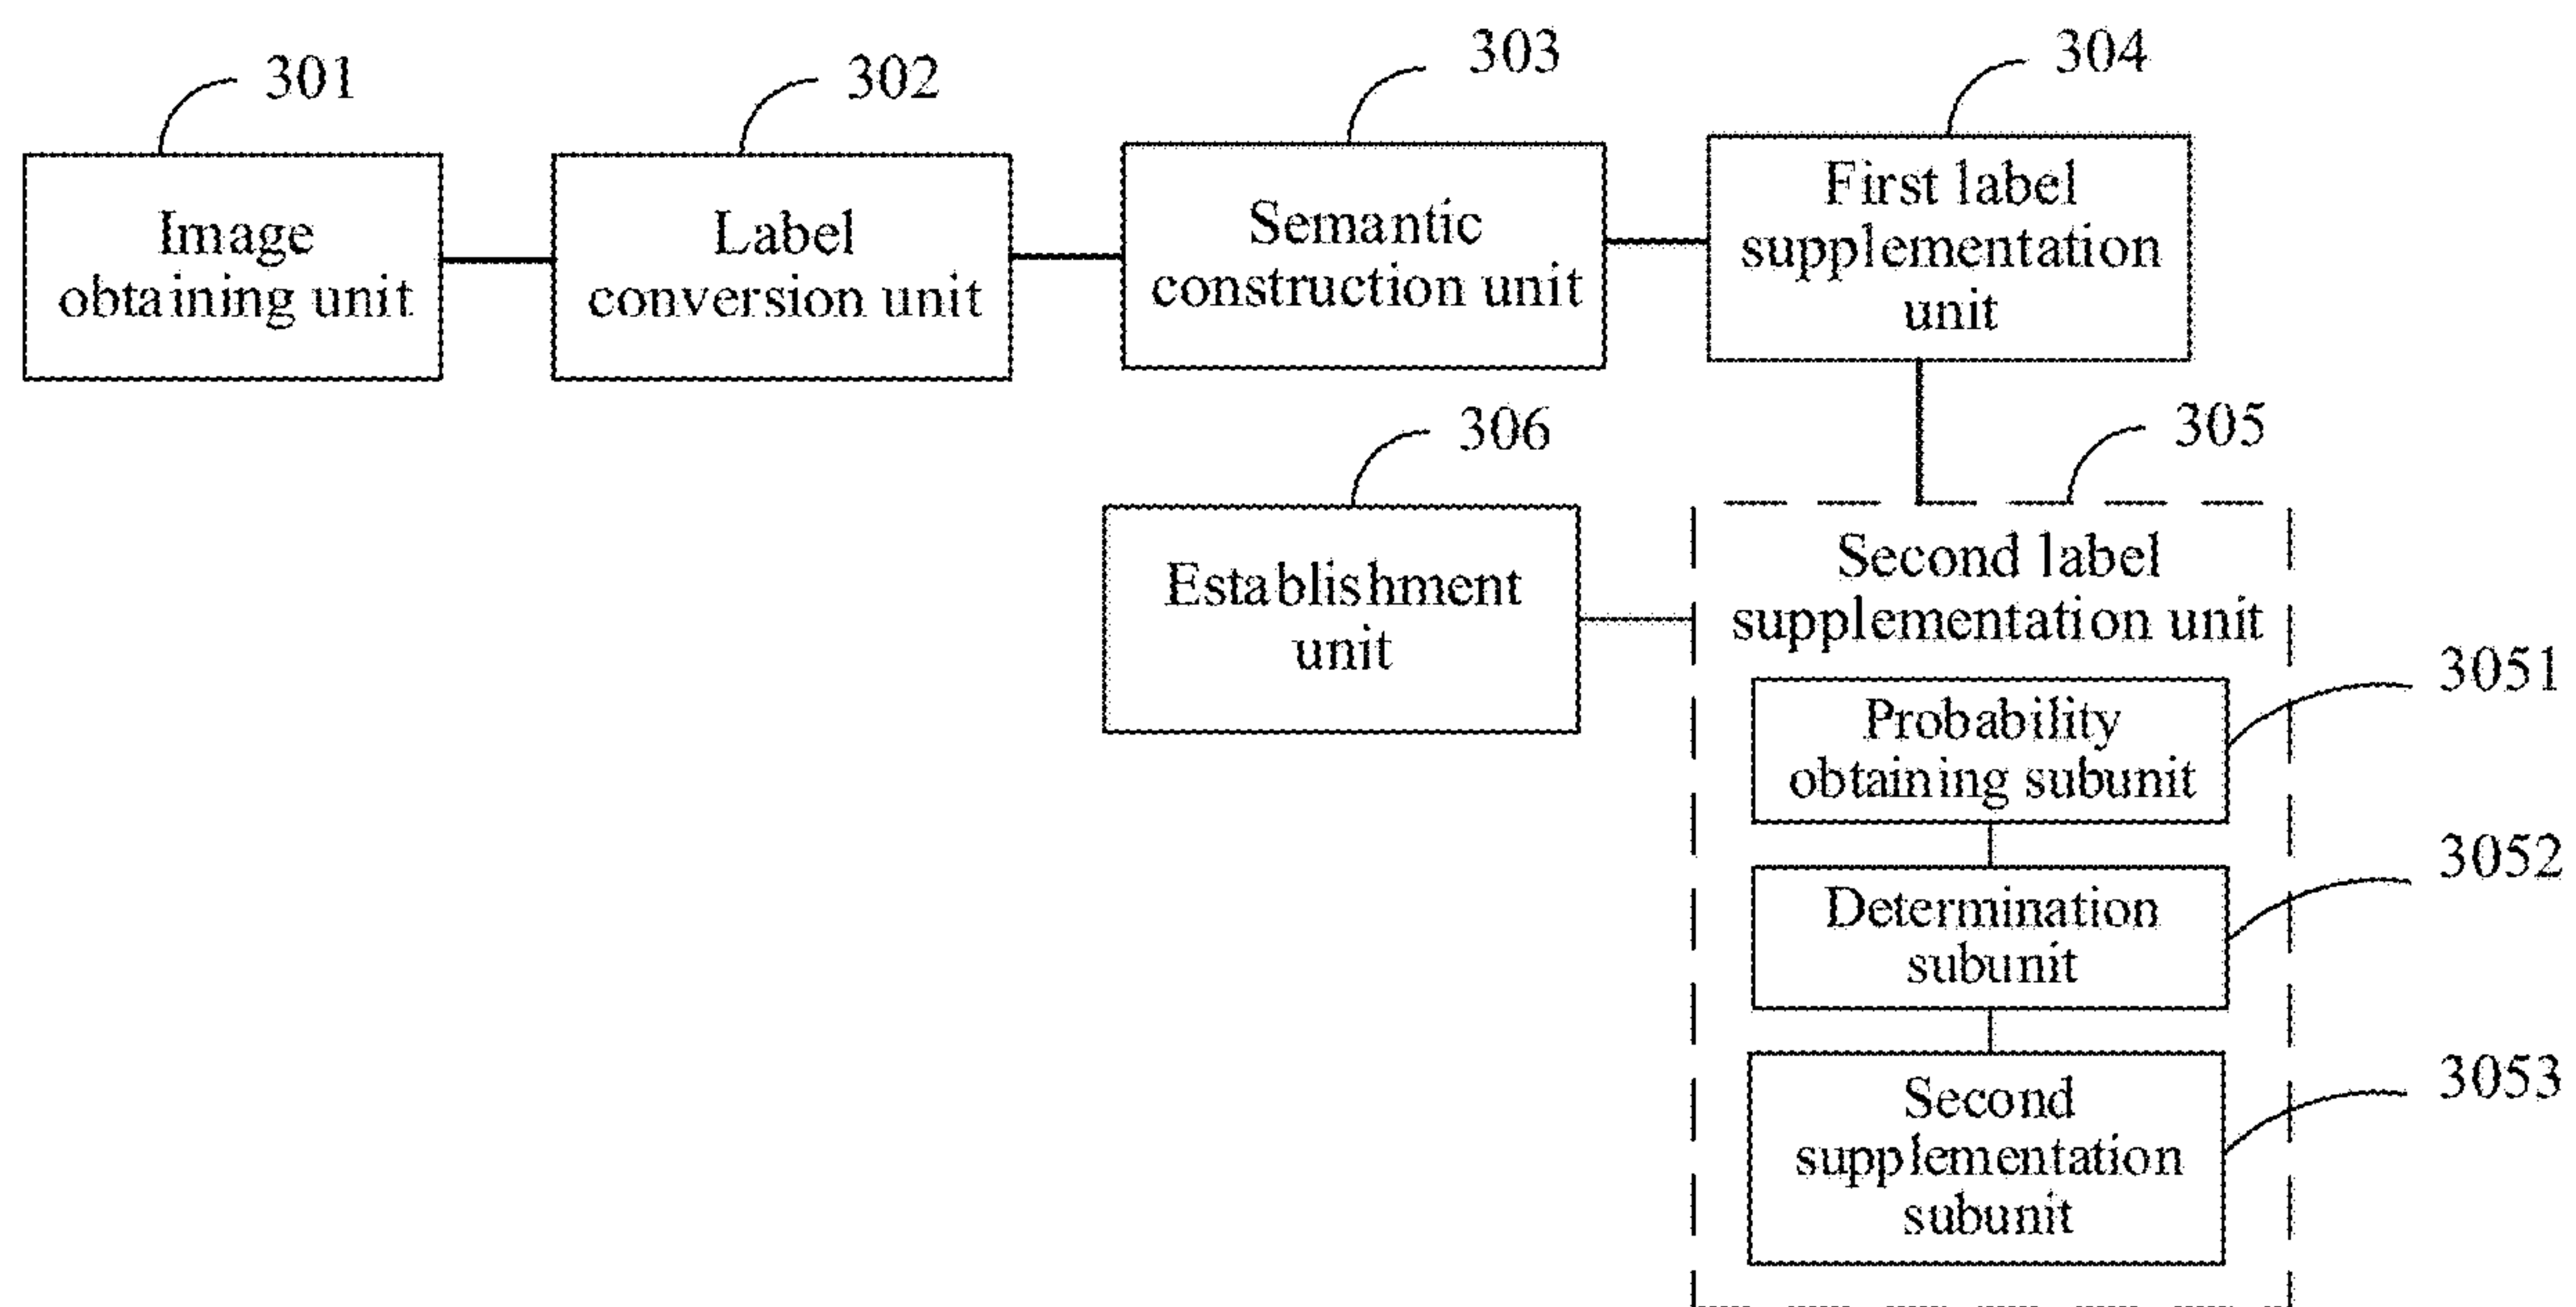 301
302
303
304
Image
obtaining unit
Label
conversion unit
Semantic
construction unit
First label
supplementation
unit
306
305
Establishment
unit
Second label
supplementation unit
3051
Probability
obtaining subunit
3052
Determination
subunit
3053
Second
supplementation
subunit